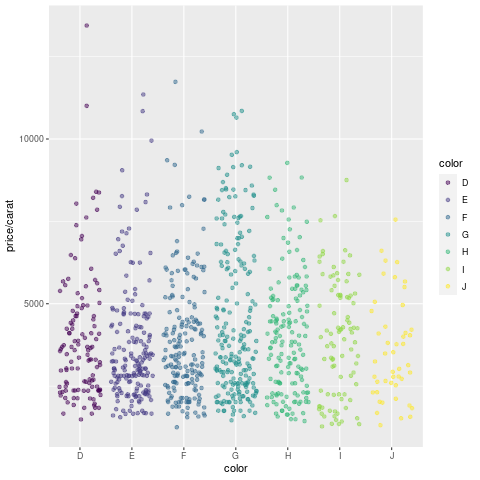 10000
5000
price/carat
D E F G H I J
color
color
D
E
F
G
H
I
J